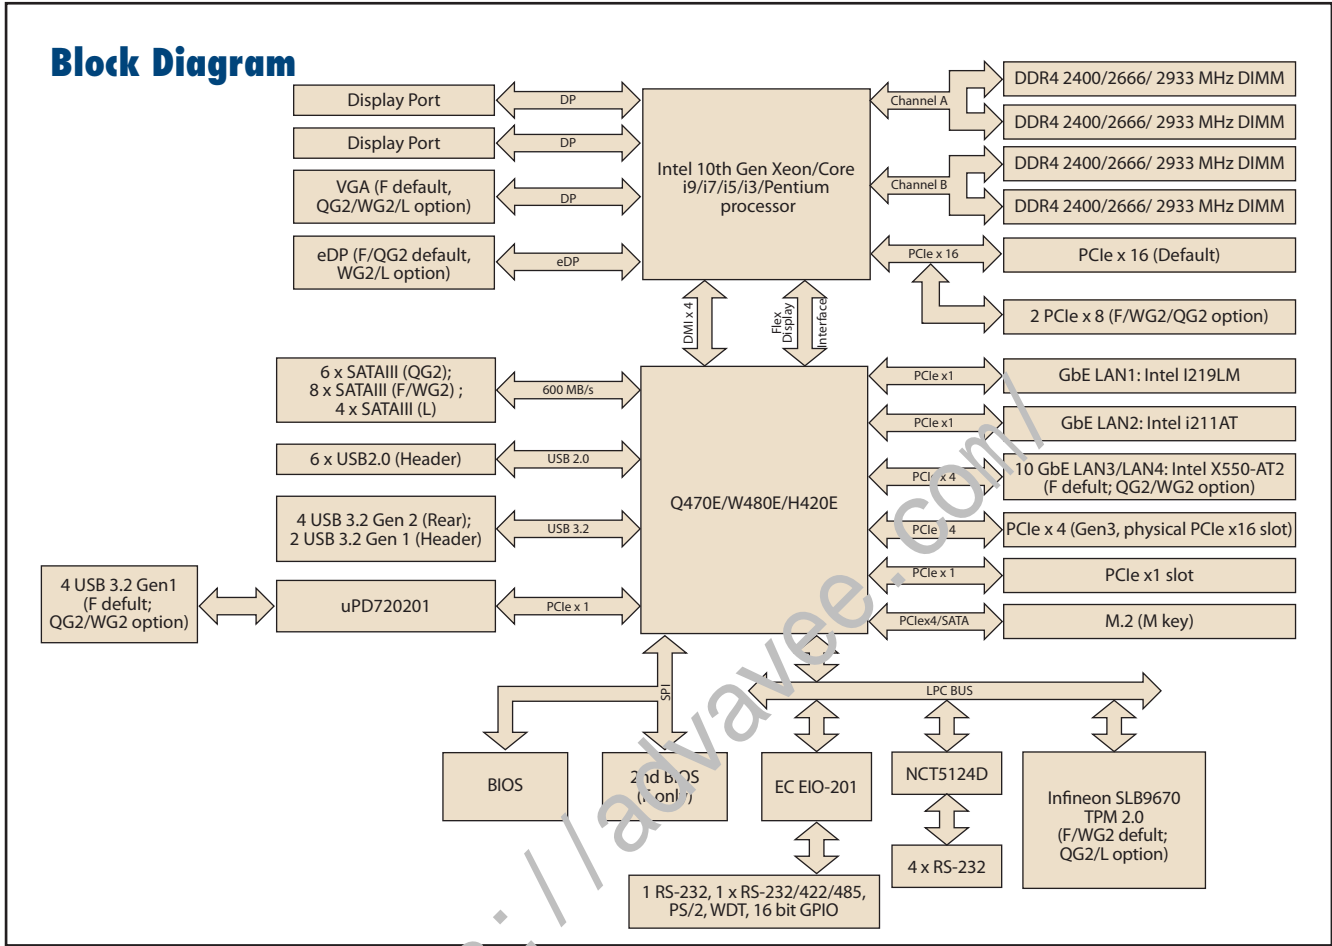 Block Diagram
Display Port
DP
Display Port
DP
VGA (F default,
QG2/WG2/L option)
DP
eDP (F/QG2 default,
WG2/L option)
eDP
Intel 10th Gen Xeon/Core
i9/i7/i5/i3/Pentium
processor
Channel A
DDR4 2400/2666/ 2933 MHz DIMM
DDR4 2400/2666/ 2933 MHz DIMM
Channel B
DDR4 2400/2666/ 2933 MHz DIMM
DDR4 2400/2666/ 2933 MHz DIMM
PCIe x 16
PCIe x 16 (Default)
2 PCIe x 8 (F/WG2/QG2 option)
DMI x 4
Flex
Display
Interface
6 x SATAIII (QG2);
8 x SATAIII (F/WG2) ;
4 x SATAIII (L)
600 MB/s
6 x USB2.0 (Header)
USB 2.0
4 USB 3.2 Gen 2 (Rear);
2 USB 3.2 Gen 1 (Header)
USB 3.2
4 USB 3.2 Gen1
(F defult;
QG2/WG2 option)
uPD720201
PCIe x 1
Q470E/W480E/H420E
PCIe x1
GbE LAN1: Intel I219LM
PCIe x1
GbE LAN2: Intel i211AT
PCIe x 4
10 GbE LAN3/LAN4: Intel X550-AT2
(F defult; QG2/WG2 option)
PCIe x 4
PCIe x 4 (Gen3, physical PCIe x16 slot)
PCIe x 1
PCIe x1 slot
PCIex4/SATA
M.2 (M key)
SPI
LPC BUS
BIOS
2nd BIOS
(F only)
EC EIO-201
NCT5124D
Infineon SLB9670
TPM 2.0
(F/WG2 defult;
QG2/L option)
4 x RS-232
1 RS-232, 1 x RS-232/422/485,
PS/2, WDT, 16 bit GPIO
://advavee.com/